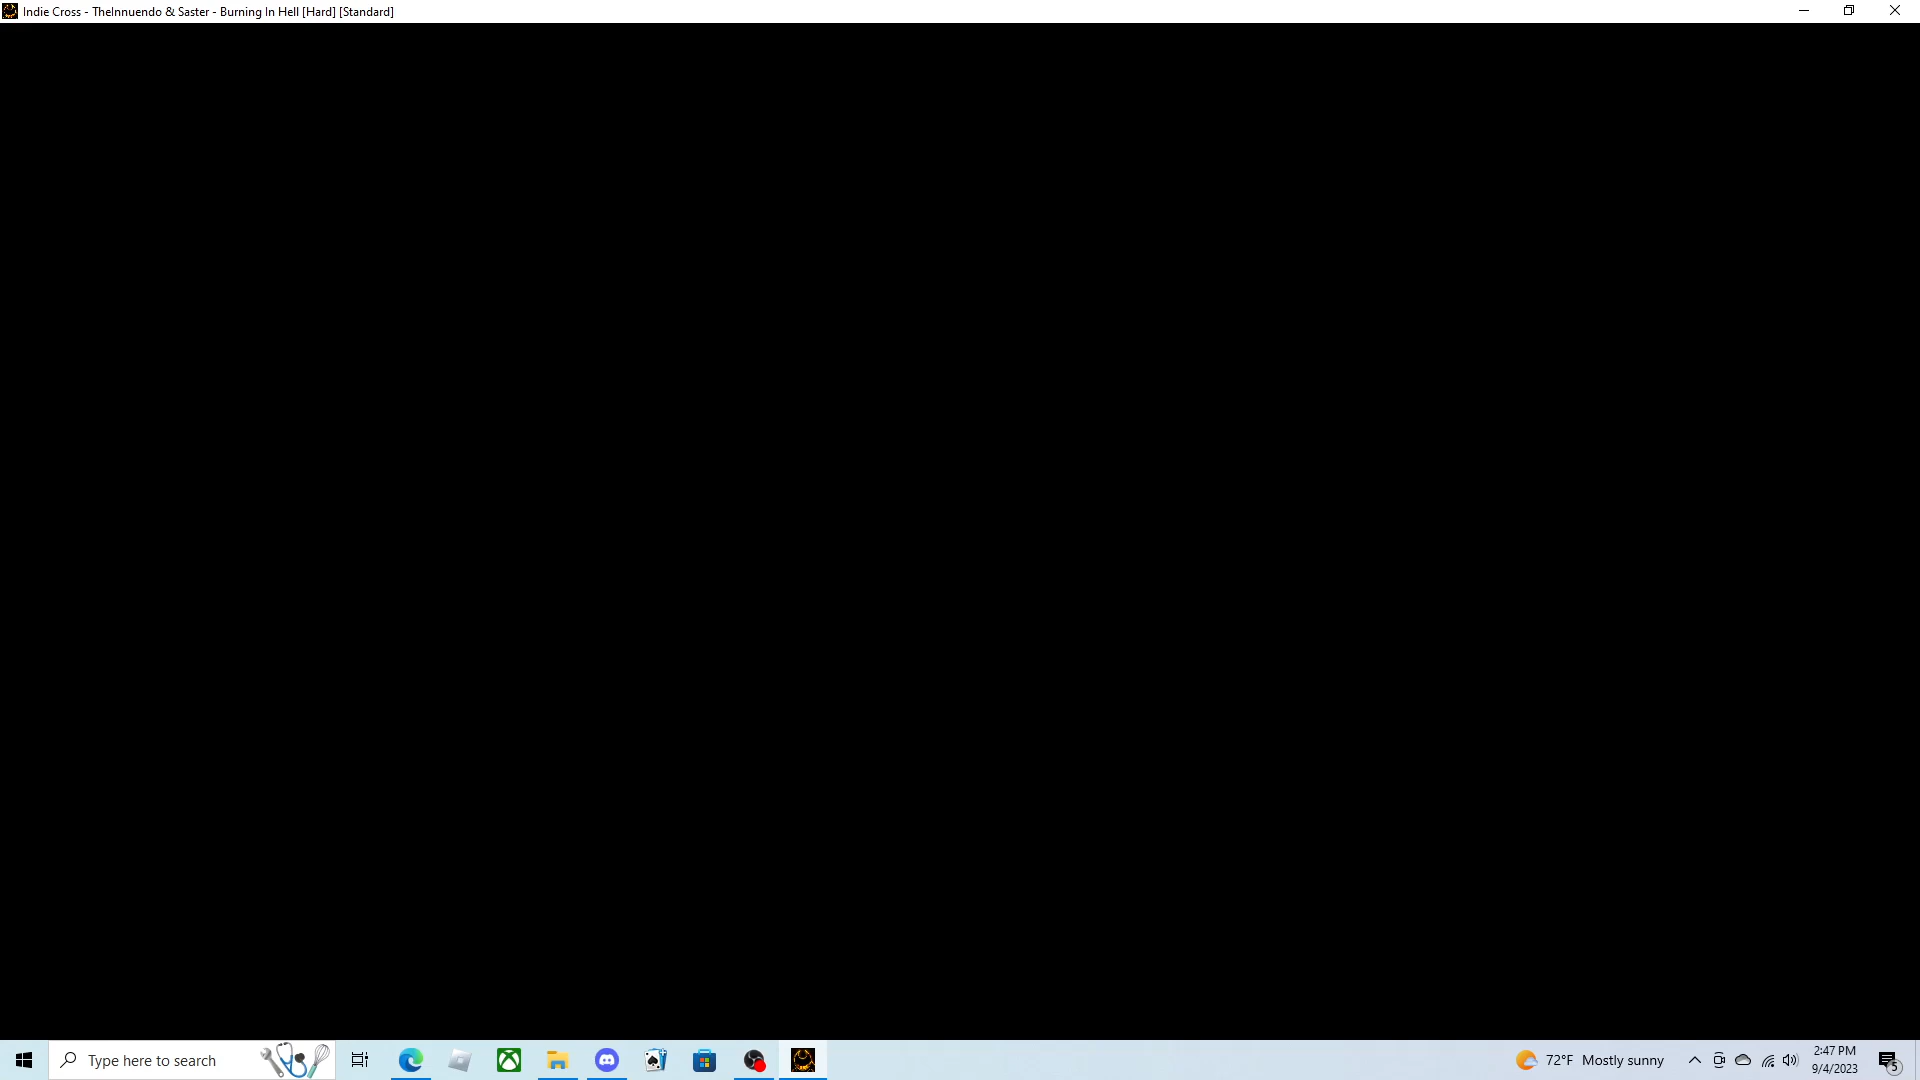 Indie Cross - TheInnuendo & Saster - Burning In Hell [Hard] [Standard]
Type here to search
72°F Mostly sunny
2:47 PM
9/4/2023
5